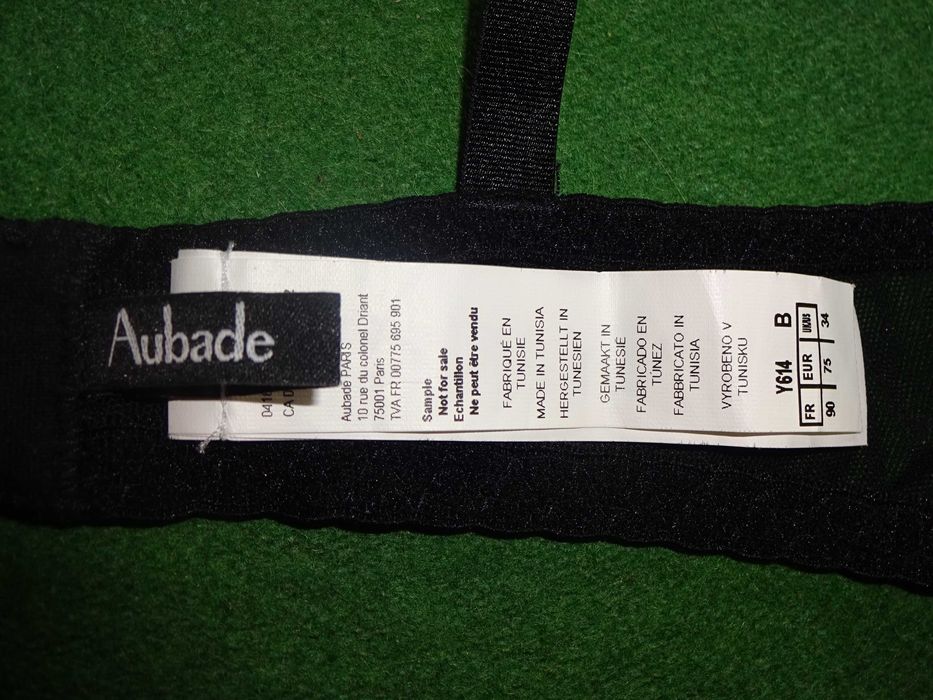 Aubade
Aubade PARIS
10 rue du colonel Driant
75001 Paris
TVA FR 00775 695 901
Sample
Not for sale
Echantillon
Ne peut être vendu
FABRIQUÉ EN
TUNISIE
MADE IN TUNISIA
HERGESTELLT IN
TUNESIEN
GEMAAKT IN
TUNESIË
FABRICADO EN
TÚNEZ
FABBRICATO IN
TUNISIA
VYROBENO V
TUNISKU
Y614 B
FR EUR UK/US
90 75 34